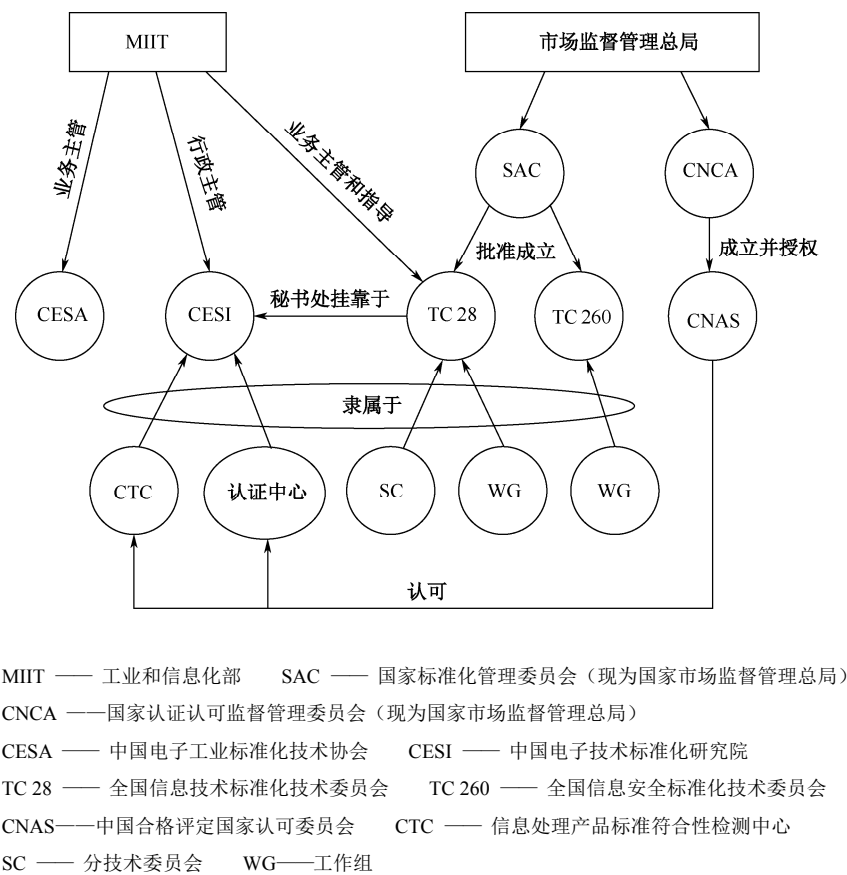 MIIT
市场监督管理总局
业务主管
行政主管
业务主管和指导
SAC
CNCA
批准成立
成立并授权
CESA
CESI
秘书处挂靠于
TC 28
TC 260
CNAS
隶属于
CTC
认证中心
SC
WG
WG
认可
MIIT —— 工业和信息化部 SAC —— 国家标准化管理委员会（现为国家市场监督管理总局）
CNCA ——国家认证认可监督管理委员会（现为国家市场监督管理总局）
CESA —— 中国电子工业标准化技术协会 CESI —— 中国电子技术标准化研究院
TC 28 —— 全国信息技术标准化技术委员会 TC 260 —— 全国信息安全标准化技术委员会
CNAS——中国合格评定国家认可委员会 CTC —— 信息处理产品标准符合性检测中心
SC —— 分技术委员会 WG——工作组